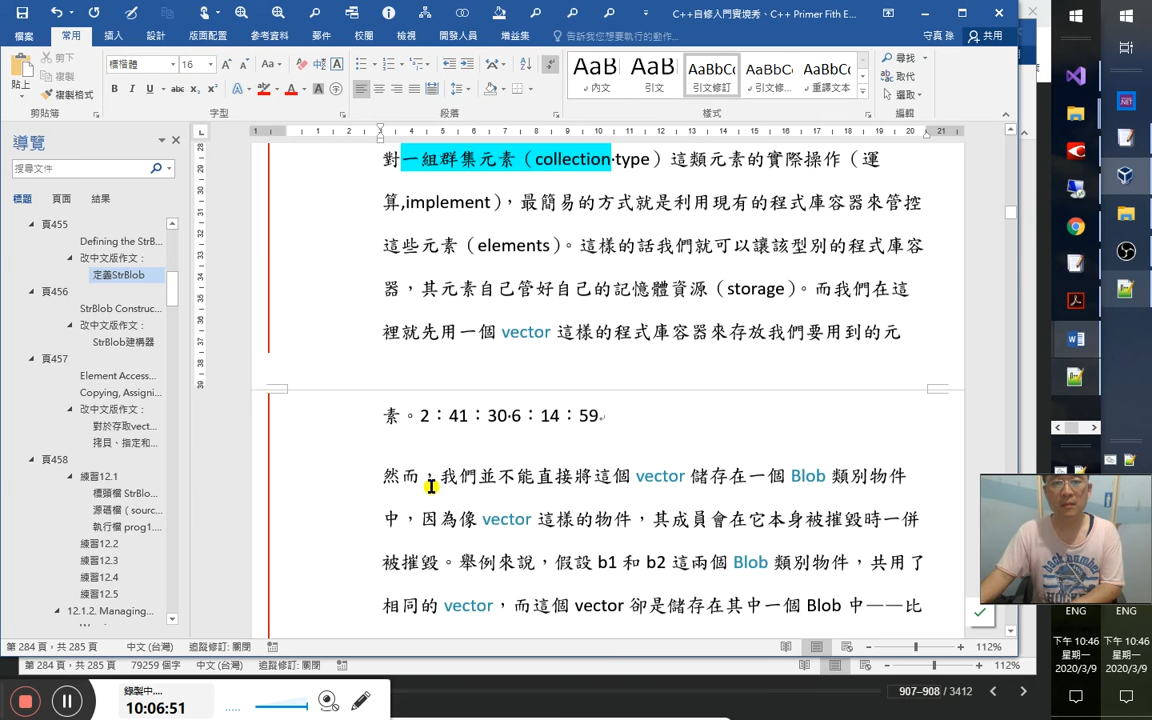 C++自修入門實境秀、C++ Primer Fith E...
檔案 常用 插入 設計 版面配置 參考資料 郵件 校閱 檢視 開發人員 增益集 告訴我您想要執行的動作... 守真 孫 共用
貼上 剪下 複製 複製格式
標楷體 16
尋找 取代 選取
AaB AaB AaBbC AaBbC AaBbC
內文 引文 引文修訂 引文修... 重譯文本
剪貼簿 字型 段落 樣式 編輯
導覽
搜尋文件
標題 頁面 結果
頁455
Defining the StrB...
改中文版作文：
定義StrBlob
頁456
StrBlob Construc...
改中文版作文：
StrBlob建構器
頁457
Element Access...
Copying, Assigni...
改中文版作文：
對於存取vect...
拷貝、指定和...
頁458
練習12.1
標頭檔 StrBlo...
源碼檔（sourc...
執行檔 prog1...
練習12.2
練習12.3
練習12.4
練習12.5
12.1.2. Managing...
對一組群集元素（collection·type）這類元素的實際操作（運
算,implement），最簡易的方式就是利用現有的程式庫容器來管控
這些元素（elements）。這樣的話我們就可以讓該型別的程式庫容
器，其元素自己管好自己的記憶體資源（storage）。而我們在這
裡就先用一個 vector 這樣的程式庫容器來存放我們要用到的元
素。2：41：30·6：14：59
然而，我們並不能直接將這個 vector 儲存在一個 Blob 類別物件
中，因為像 vector 這樣的物件，其成員會在它本身被摧毀時一併
被摧毀。舉例來說，假設 b1 和 b2 這兩個 Blob 類別物件，共用了
相同的 vector，而這個 vector 卻是儲存在其中一個 Blob 中——比
第 284 頁，共 285 頁 中文 (台灣) 追蹤修訂: 關閉 112%
第 284 頁，共 285 頁 79259 個字 中文 (台灣) 追蹤修訂: 關閉 112%
錄製中....
10:06:51
907–908 / 3412
ENG ENG
下午 10:46 下午 10:46
星期一 星期一
2020/3/9 2020/3/9